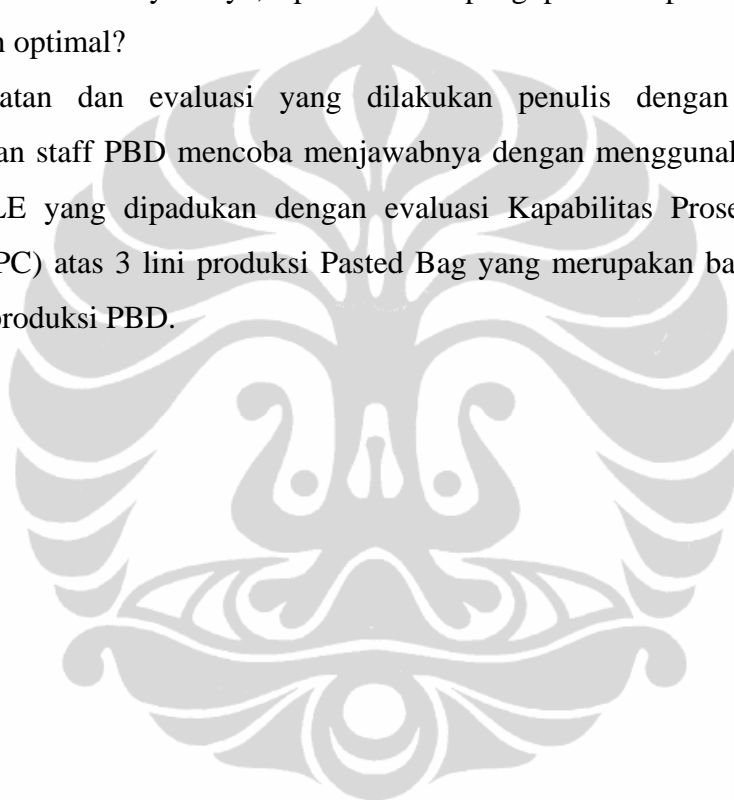 n optimal?
atan dan evaluasi yang dilakukan penulis dengan
an staff PBD mencoba menjawabnya dengan menggunak
LE yang dipadukan dengan evaluasi Kapabilitas Prose
PC) atas 3 lini produksi Pasted Bag yang merupakan ba
produksi PBD.